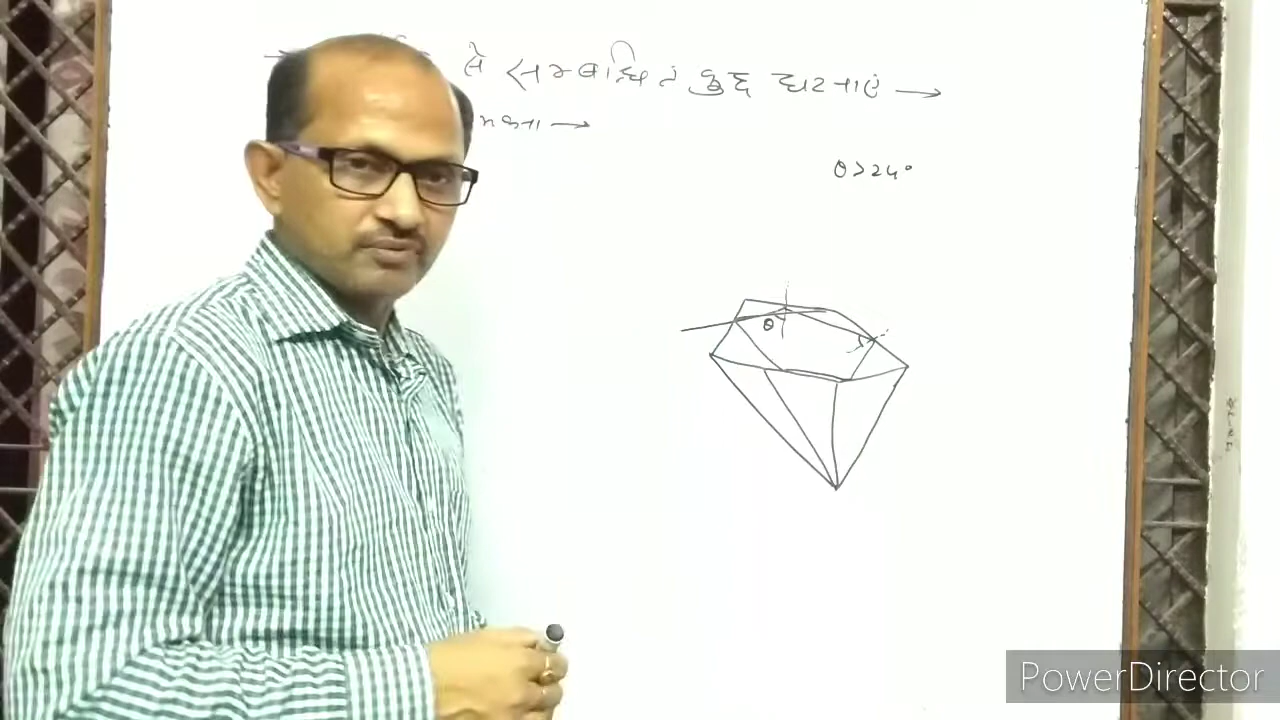 से सम्बन्धित कुछ घटनाएं →
→
θ > 24°
θ
PowerDirector